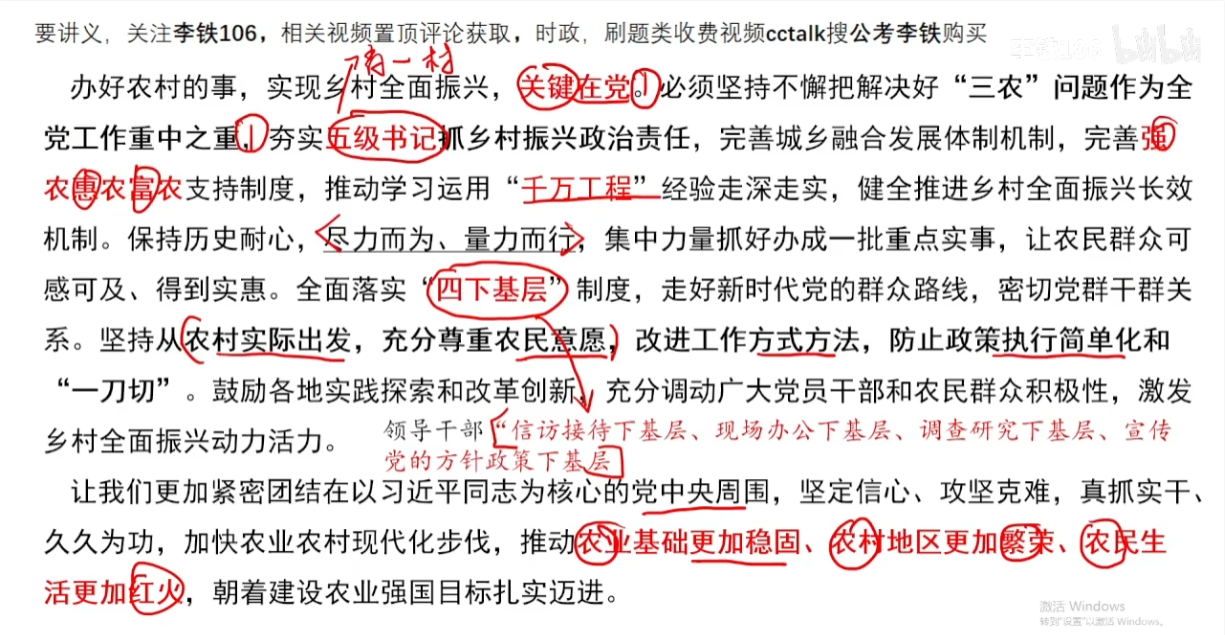 要讲义，关注李铁106，相关视频置顶评论获取，时政，刷题类收费视频cctalk搜公考李铁购买
李铁106 bilibili
办好农村的事，实现乡村全面振兴，关键在党。必须坚持不懈把解决好“三农”问题作为全
党工作重中之重，夯实五级书记抓乡村振兴政治责任，完善城乡融合发展体制机制，完善强
农惠农富农支持制度，推动学习运用“千万工程”经验走深走实，健全推进乡村全面振兴长效
机制。保持历史耐心，尽力而为、量力而行，集中力量抓好办成一批重点实事，让农民群众可
感可及、得到实惠。全面落实“四下基层”制度，走好新时代党的群众路线，密切党群干群关
系。坚持从农村实际出发，充分尊重农民意愿，改进工作方式方法，防止政策执行简单化和
“一刀切”。鼓励各地实践探索和改革创新，充分调动广大党员干部和农民群众积极性，激发
乡村全面振兴动力活力。
领导干部“信访接待下基层、现场办公下基层、调查研究下基层、宣传
党的方针政策下基层
让我们更加紧密团结在以习近平同志为核心的党中央周围，坚定信心、攻坚克难，真抓实干、
久久为功，加快农业农村现代化步伐，推动农业基础更加稳固、农村地区更加繁荣、农民生
活更加红火，朝着建设农业强国目标扎实迈进。
激活 Windows
转到“设置”以激活 Windows。